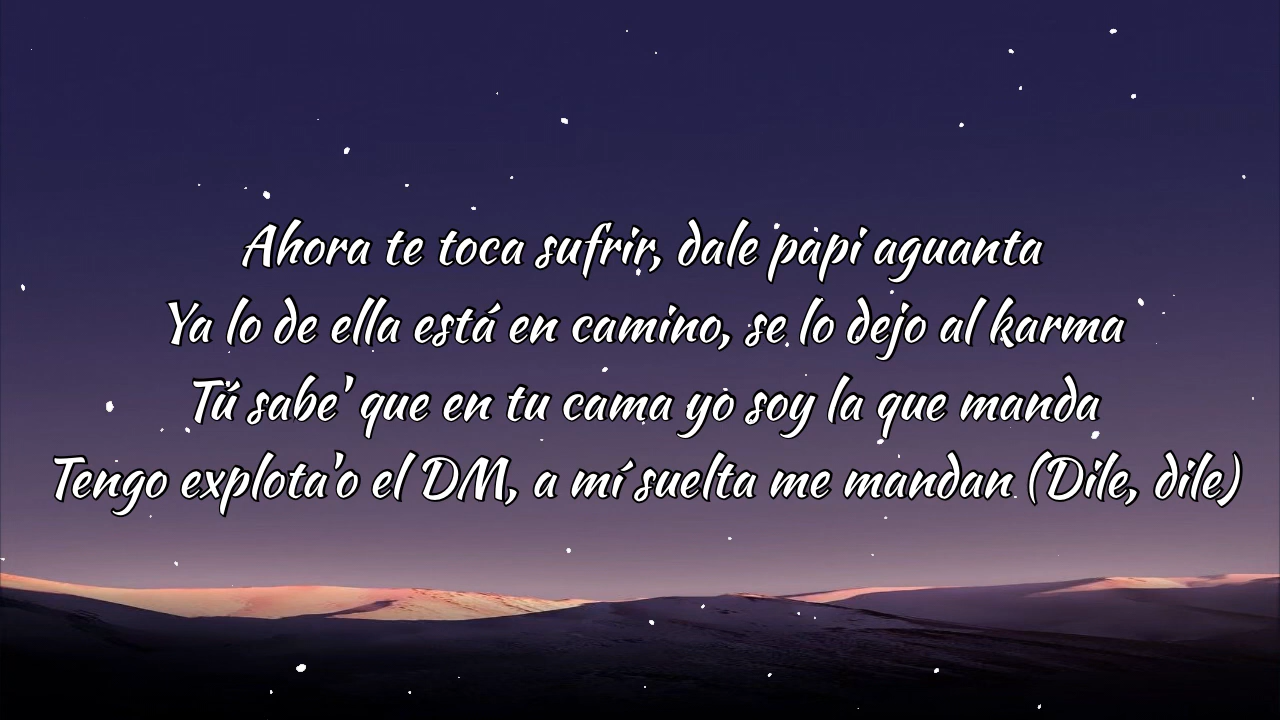 Ahora te toca sufrir, dale papi aguanta
Ya lo de ella está en camino, se lo dejo al karma
Tú sabe' que en tu cama yo soy la que manda
Tengo explota'o el DM, a mí suelta me mandan (Dile, dile)